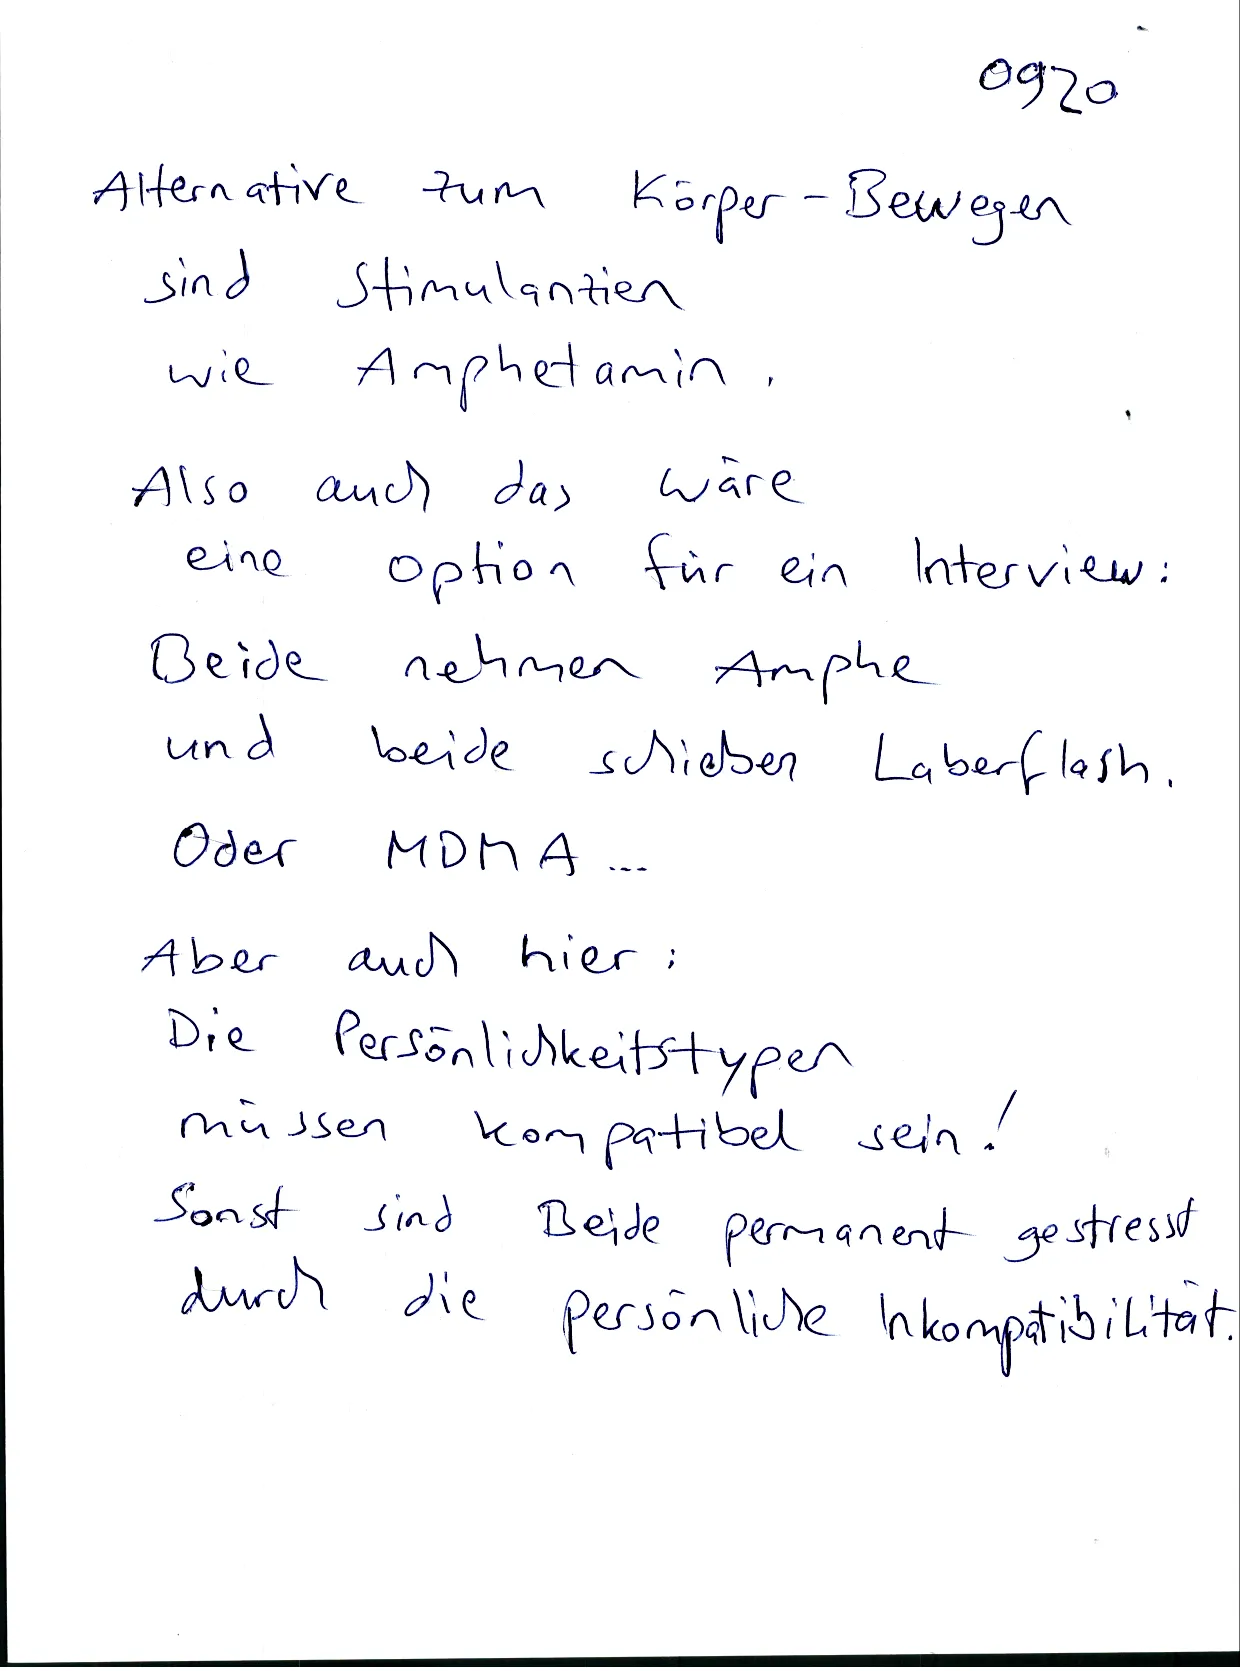 0920
Alternative zum Körper-Bewegen
sind Stimulantien
wie Amphetamin.
Also auch das wäre
eine Option für ein Interview:
Beide nehmen Amphe
und beide schieben Laberflash.
Oder MDMA...
Aber auch hier:
Die Persönlichkeitstypen
müssen kompatibel sein!
Sonst sind Beide permanent gestresst
durch die persönliche Inkompatibilität.